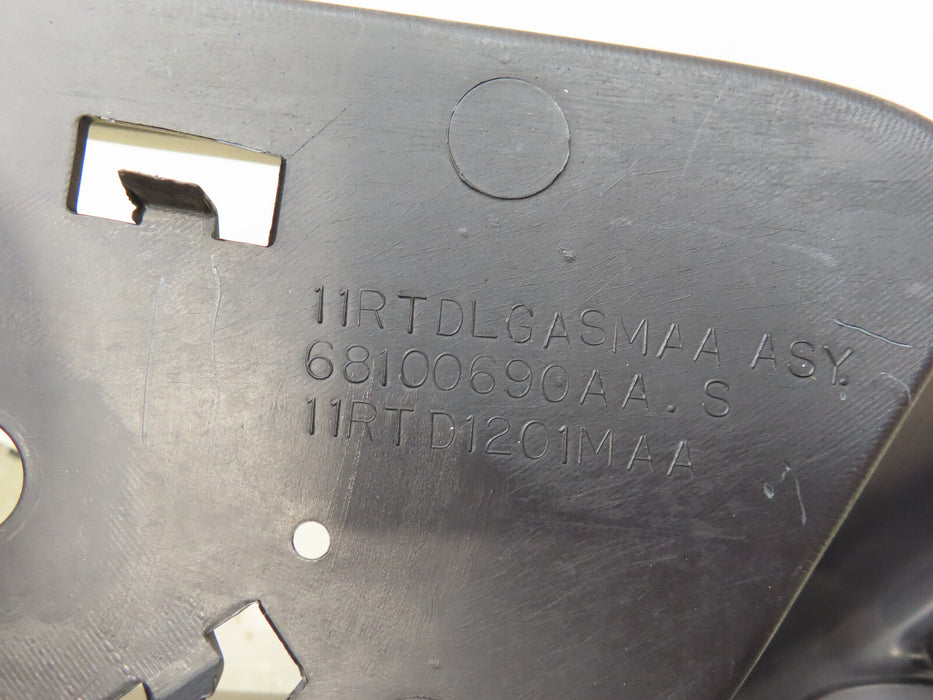 11RTDLGASMAA ASY.
68100690AA.S
11RTD1201MAA